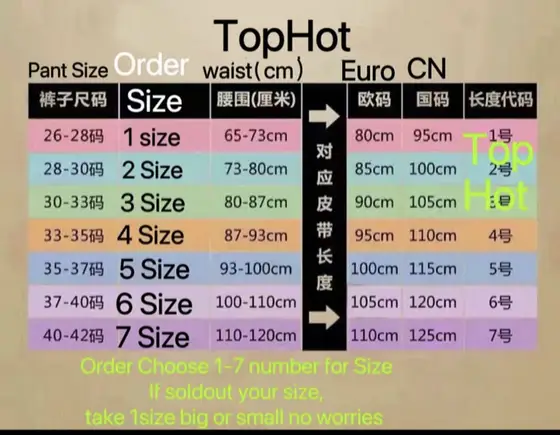 TopHot
Pant Size Order waist(cm) Euro CN
裤子尺码 Size 腰围(厘米) 欧码 国码 长度代码
26-28码 1 size 65-73cm 80cm 95cm 1号
28-30码 2 Size 73-80cm 85cm 100cm 2号
30-33码 3 Size 80-87cm 90cm 105cm 3号
33-35码 4 Size 87-93cm 95cm 110cm 4号
35-37码 5 Size 93-100cm 100cm 115cm 5号
37-40码 6 Size 100-110cm 105cm 120cm 6号
40-42码 7 Size 110-120cm 110cm 125cm 7号
对应皮带长度
Top
Hot
Order Choose 1-7 number for Size
If soldout your size,
take 1size big or small no worries